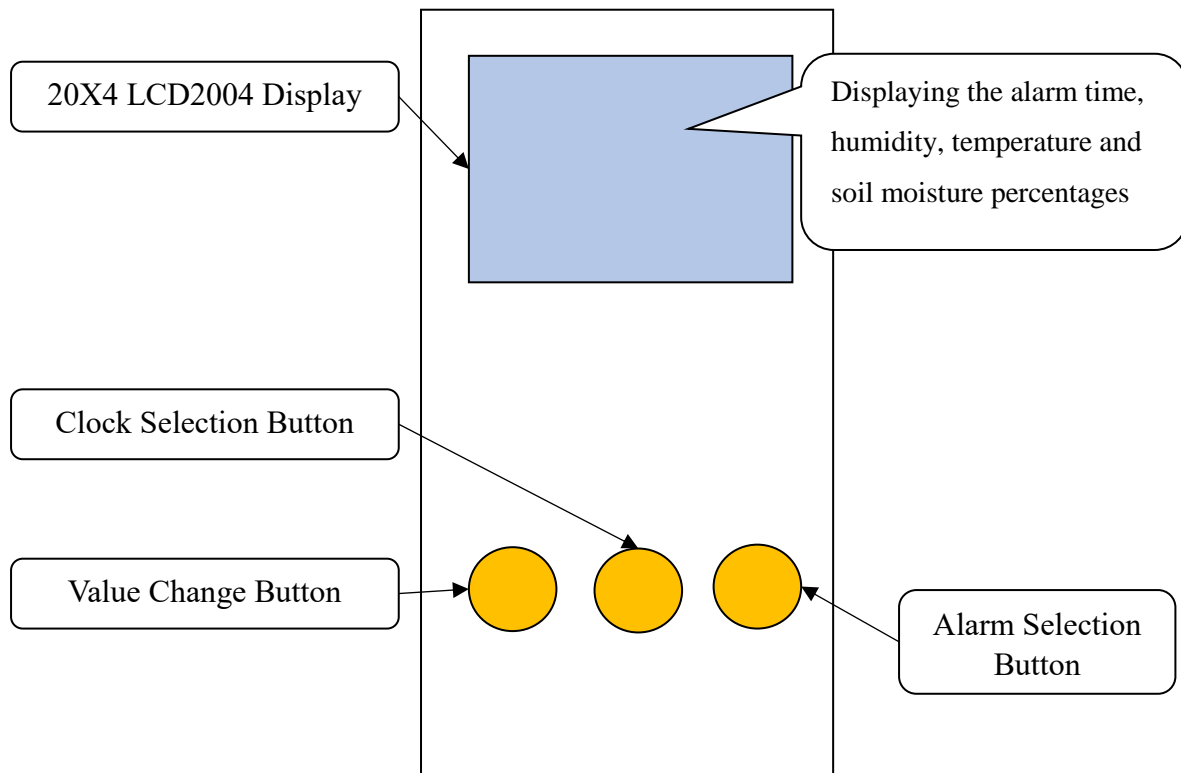 20X4 LCD2004 Display
Displaying the alarm time,
humidity, temperature and
soil moisture percentages
Clock Selection Button
Value Change Button
Alarm Selection
Button